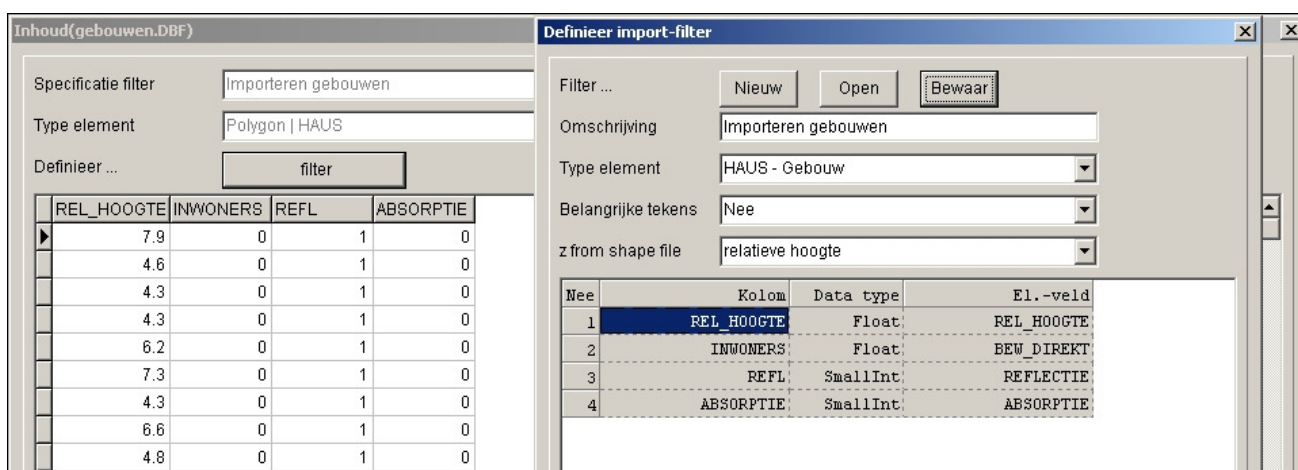 Inhoud(gebouwen.DBF)
Specificatie filter Importeren gebouwen
Type element Polygon | HAUS
Definieer ... filter
REL_HOOGTE INWONERS REFL ABSORPTIE
7.9 0 1 0
4.6 0 1 0
4.3 0 1 0
4.3 0 1 0
6.2 0 1 0
7.3 0 1 0
4.3 0 1 0
6.6 0 1 0
4.8 0 1 0
Definieer import-filter
Filter ... Nieuw Open Bewaar
Omschrijving Importeren gebouwen
Type element HAUS - Gebouw
Belangrijke tekens Nee
z from shape file relatieve hoogte
Nee Kolom Data type El.-veld
1 REL_HOOGTE Float REL_HOOGTE
2 INWONERS Float BEW_DIREKT
3 REFL SmallInt REFLECTIE
4 ABSORPTIE SmallInt ABSORPTIE